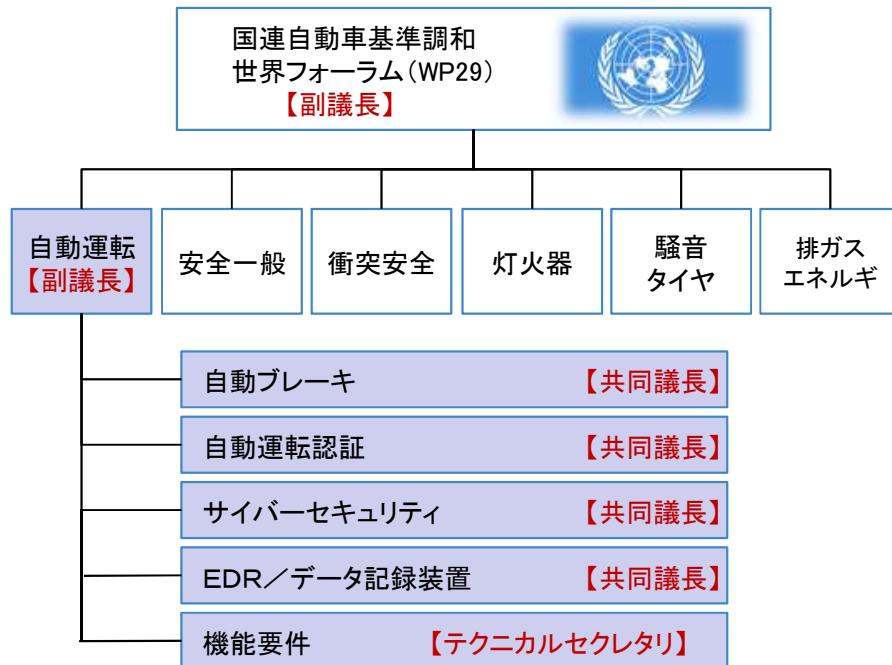 国連自動車基準調和
世界フォーラム（WP29）
【副議長】
自動運転
【副議長】
安全一般
衝突安全
灯火器
騒音
タイヤ
排ガス
エネルギ
自動ブレーキ 【共同議長】
自動運転認証 【共同議長】
サイバーセキュリティ 【共同議長】
EDR／データ記録装置 【共同議長】
機能要件 【テクニカルセクレタリ】